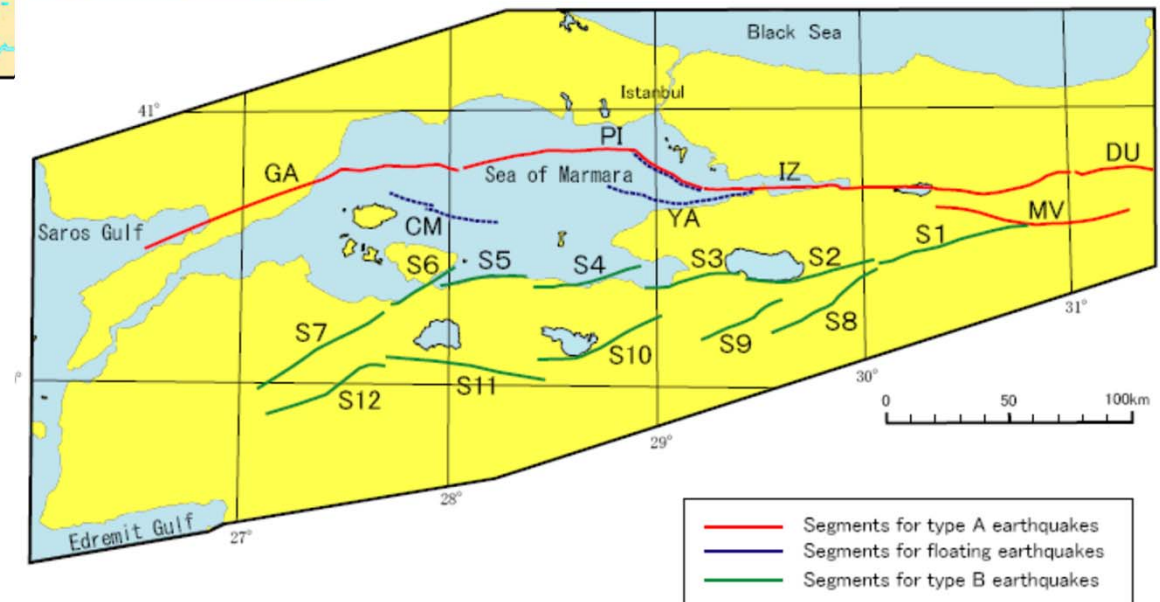 Black Sea
41°
Istanbul
PI
GA
IZ
DU
Sea of Marmara
YA
MV
Saros Gulf
CM
S1
S6
S5
S4
S3
S2
S7
S8
S9
S10
S11
S12
31°
30°
29°
28°
27°
0 50 100km
Edremit Gulf
Segments for type A earthquakes
Segments for floating earthquakes
Segments for type B earthquakes